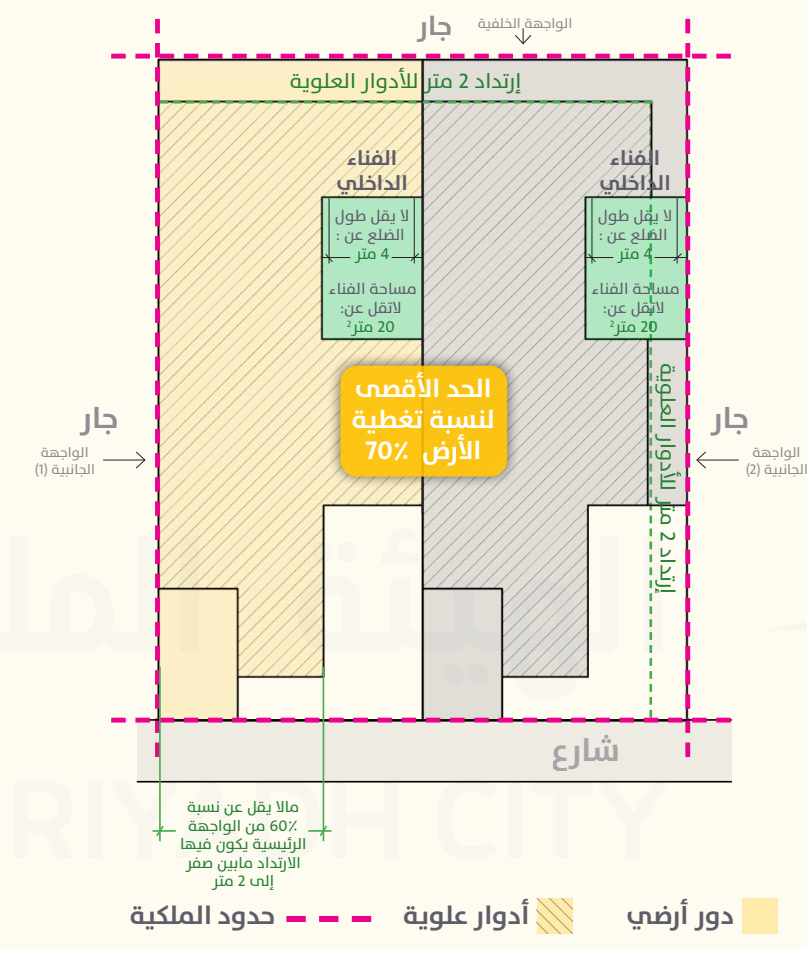 الواجهة الخلفية
جار
إرتداد 2 متر للأدوار العلوية
الفناء
الداخلي
لا يقل طول
الضلع عن :
4 متر
مساحة الفناء
لاتقل عن:
20 متر²
الفناء
الداخلي
لا يقل طول
الضلع عن :
4 متر
مساحة الفناء
لاتقل عن:
20 متر²
الحد الأقصى
لنسبة تغطية
الأرض 70٪
جار
الواجهة
الجانبية (2)
إرتداد 2 متر للأدوار العلوية
جار
الواجهة
الجانبية (1)
شارع
مالا يقل عن نسبة
60٪ من الواجهة
الرئيسية يكون فيها
الارتداد مابين صفر
إلى 2 متر
RIYADH CITY
دور أرضي
أدوار علوية
حدود الملكية